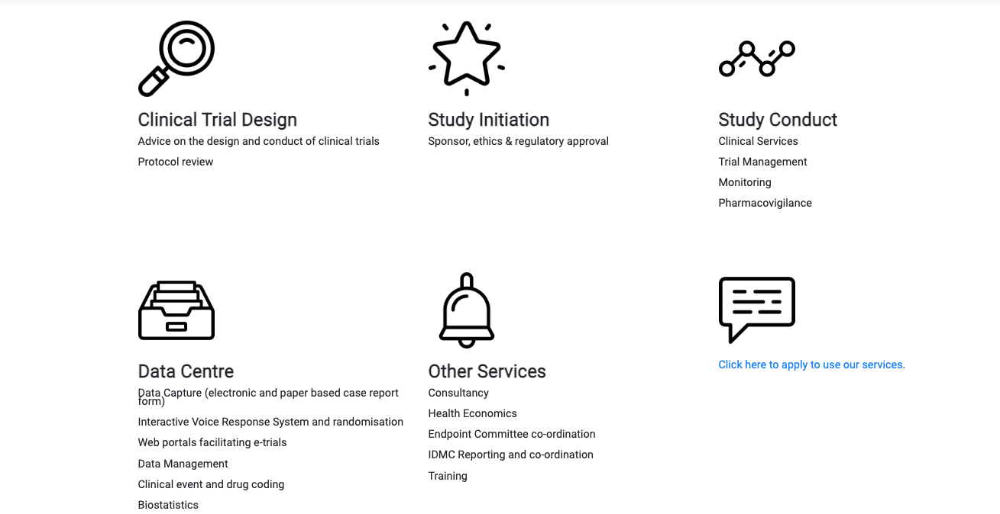 Clinical Trial Design
Advice on the design and conduct of clinical trials
Protocol review
Study Initiation
Sponsor, ethics & regulatory approval
Study Conduct
Clinical Services
Trial Management
Monitoring
Pharmacovigilance
Data Centre
Data Capture (electronic and paper based case report
form)
Interactive Voice Response System and randomisation
Web portals facilitating e-trials
Data Management
Clinical event and drug coding
Biostatistics
Other Services
Consultancy
Health Economics
Endpoint Committee co-ordination
IDMC Reporting and co-ordination
Training
Click here to apply to use our services.